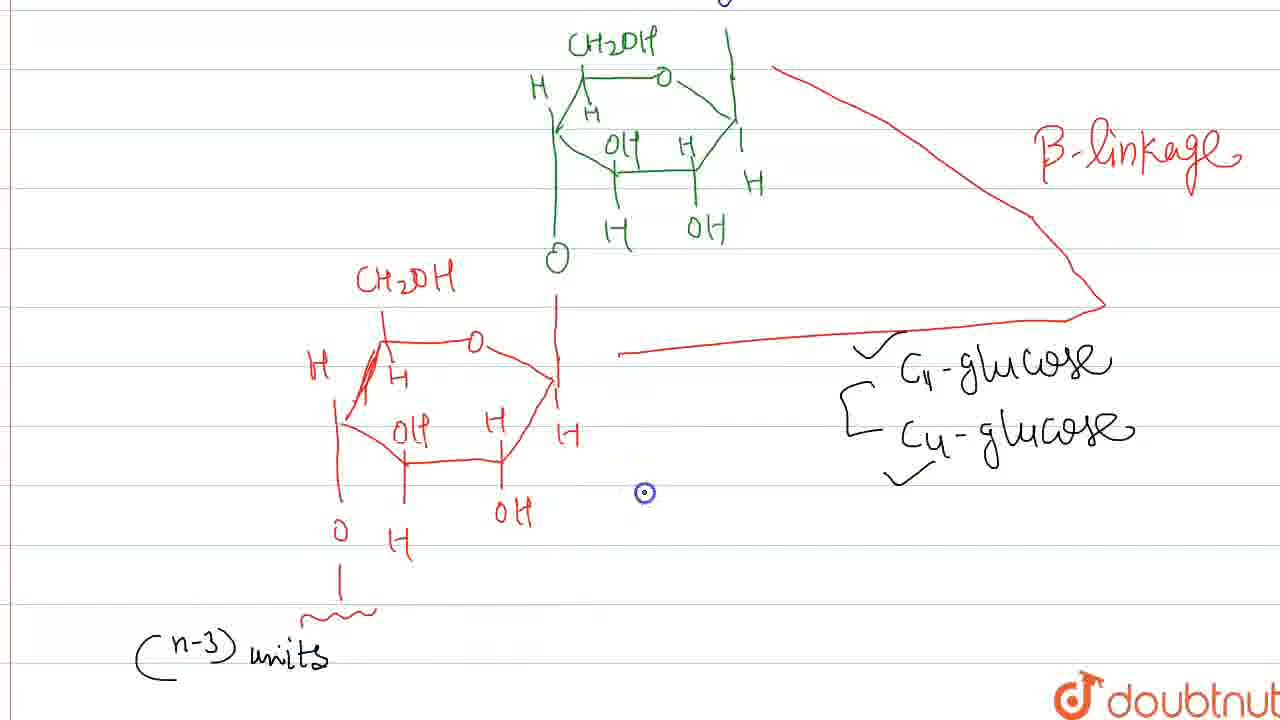 CH2OH
H
O
H
OH
H
β-linkage
H
H
OH
O
CH2OH
O
H
H
OH
H
H
O
H
OH
C1-glucose
C4-glucose
(n-3) units
doubtnut